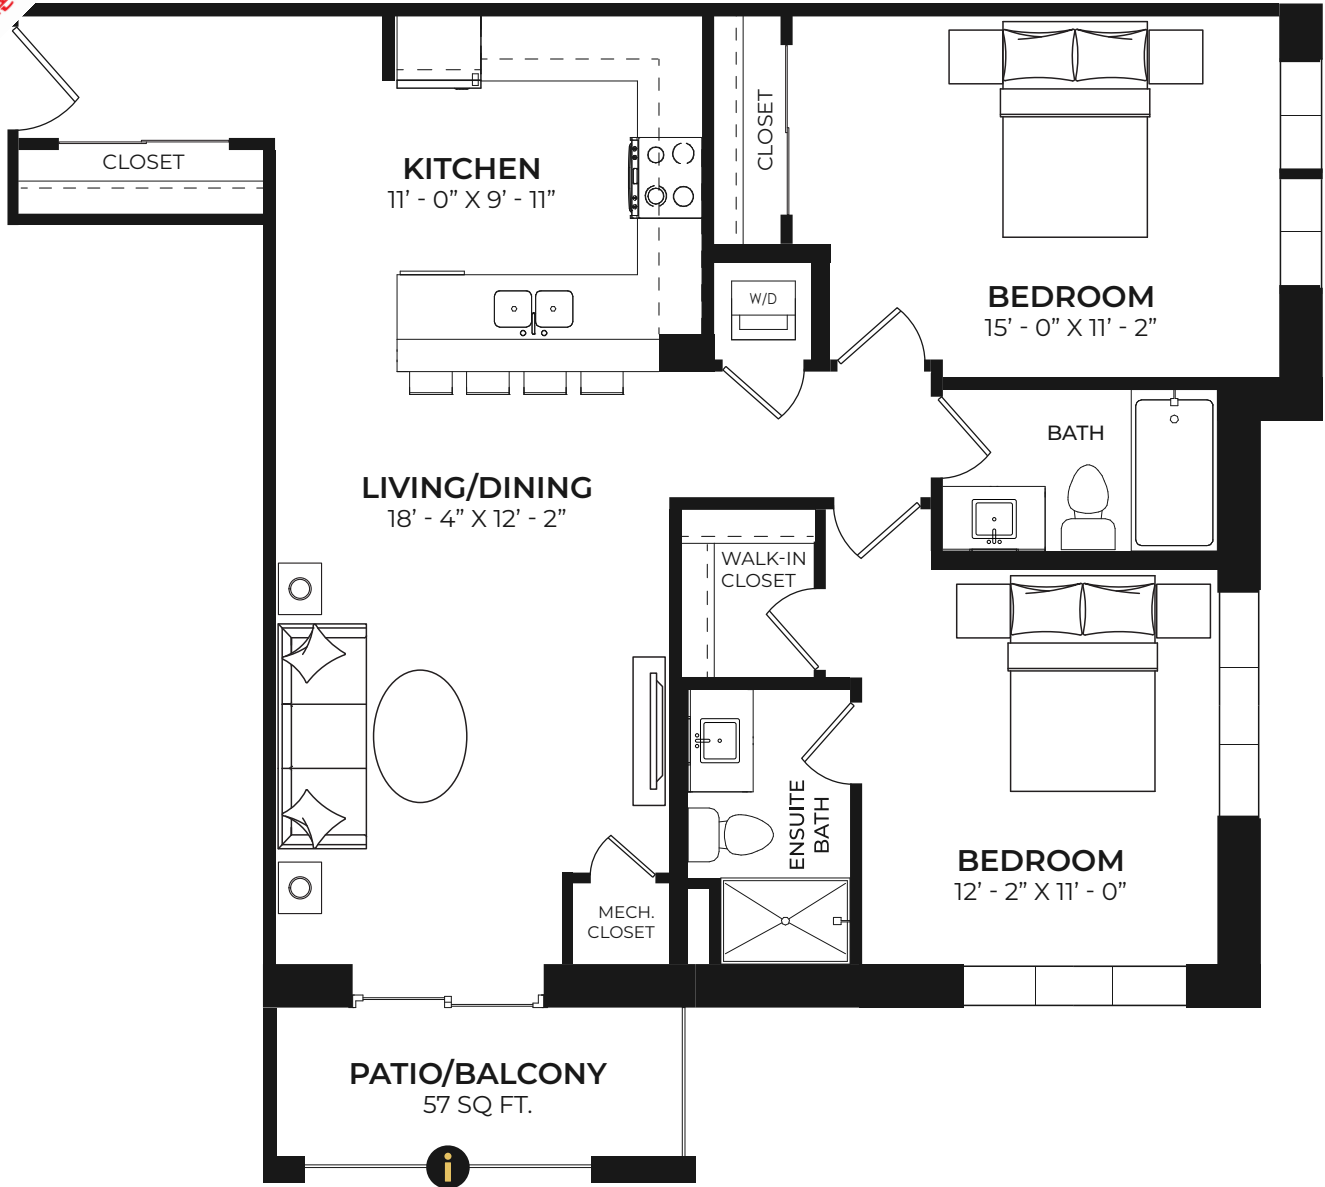 CLOSET
KITCHEN
11’ - 0” X 9’ - 11”
CLOSET
W/D
BEDROOM
15’ - 0” X 11’ - 2”
BATH
LIVING/DINING
18’ - 4” X 12’ - 2”
WALK-IN
CLOSET
ENSUITE
BATH
BEDROOM
12’ - 2” X 11’ - 0”
MECH.
CLOSET
PATIO/BALCONY
57 SQ FT.
i